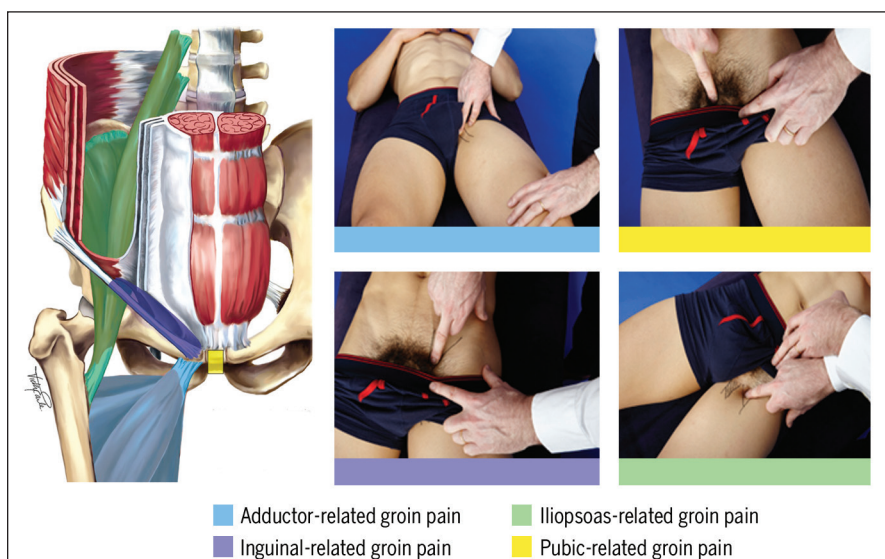 Adductor-related groin pain
Iliopsoas-related groin pain
Inguinal-related groin pain
Pubic-related groin pain